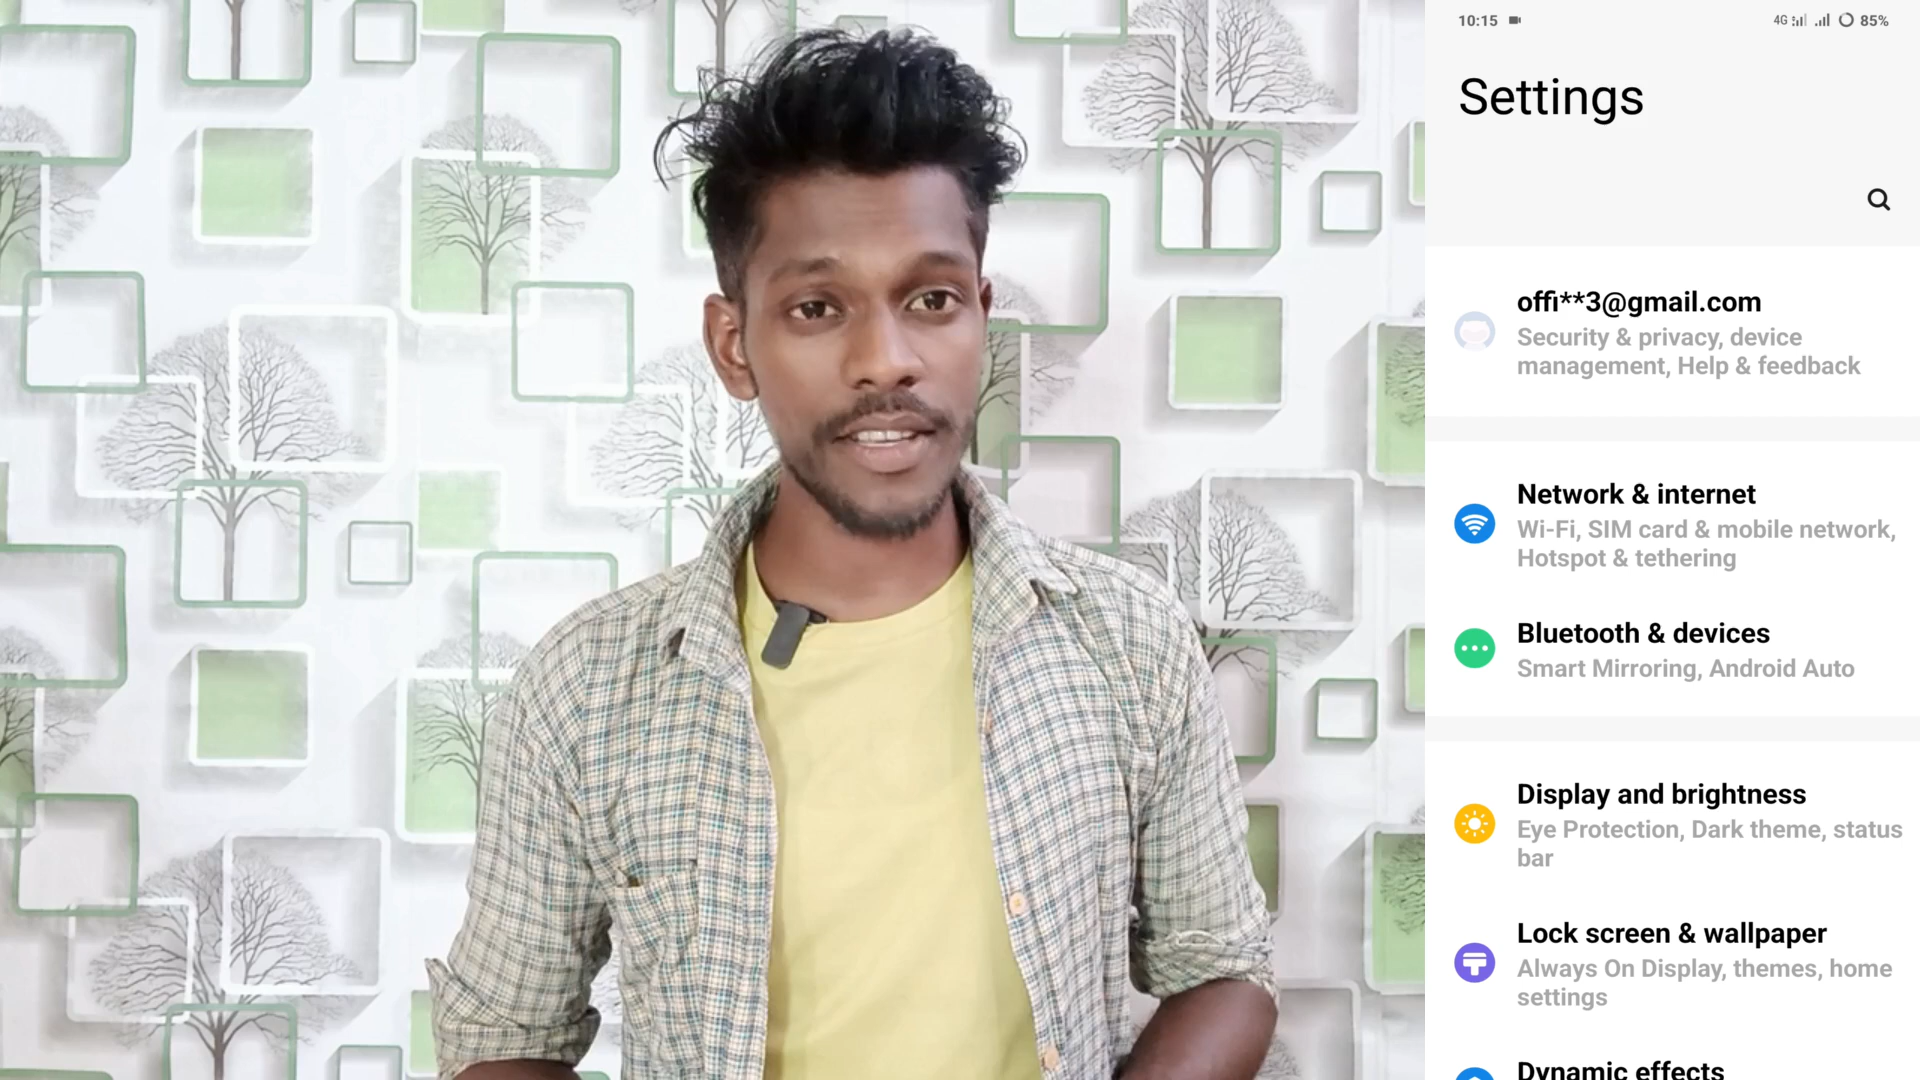 10:15 4G 85%
Settings
offi**3@gmail.com
Security & privacy, device
management, Help & feedback
Network & internet
Wi-Fi, SIM card & mobile network,
Hotspot & tethering
Bluetooth & devices
Smart Mirroring, Android Auto
Display and brightness
Eye Protection, Dark theme, status
bar
Lock screen & wallpaper
Always On Display, themes, home
settings
Dynamic effects